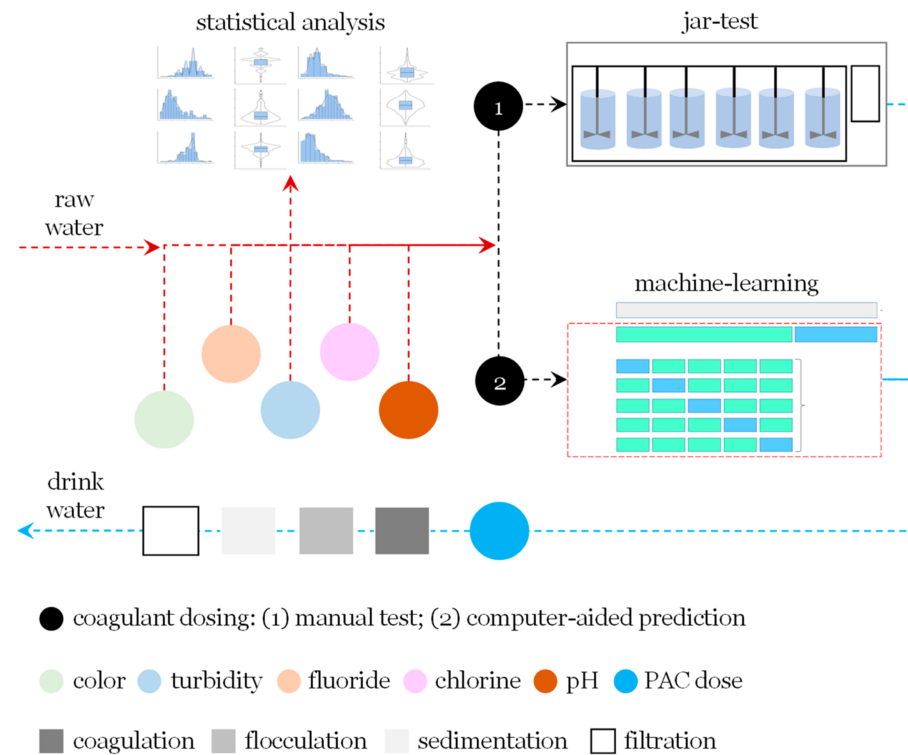 statistical analysis
jar-test
1
raw
water
machine-learning
2
drink
water
coagulant dosing: (1) manual test; (2) computer-aided prediction
color turbidity fluoride chlorine pH PAC dose
coagulation flocculation sedimentation filtration